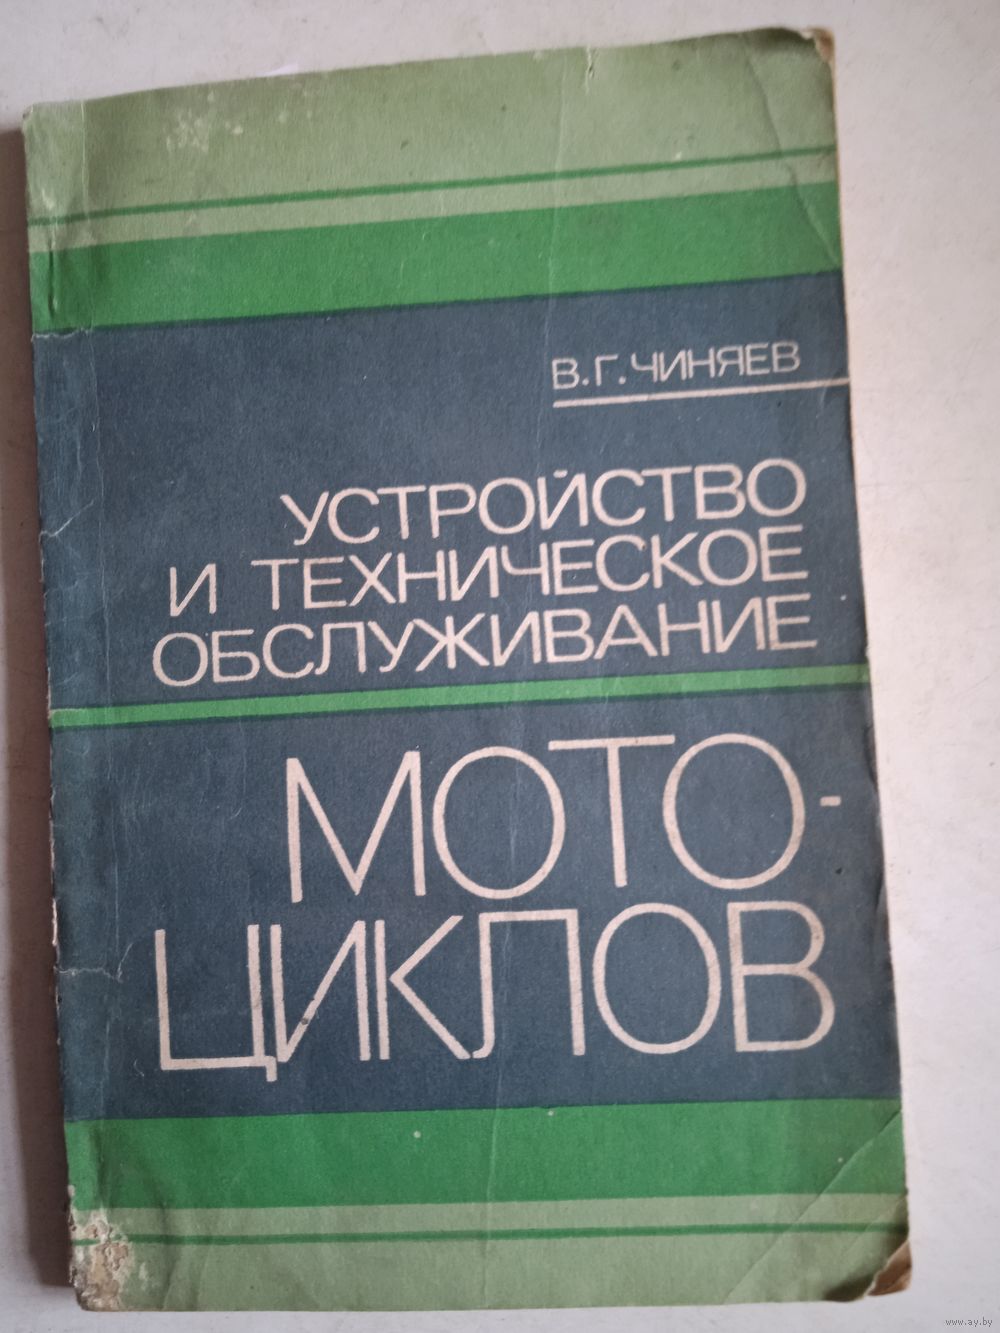 В.Г.ЧИНЯЕВ
УСТРОЙСТВО
И ТЕХНИЧЕСКОЕ
ОБСЛУЖИВАНИЕ
МОТО-
ЦИКЛОВ
www.ay.by